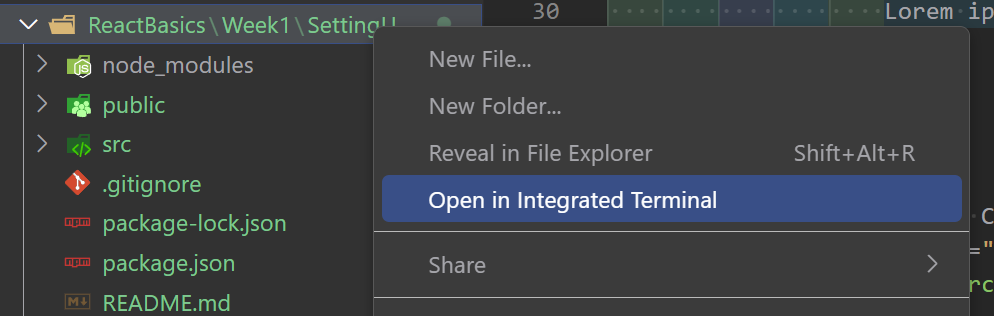 ReactBasics\Week1\SettingU
node_modules
public
src
.gitignore
package-lock.json
package.json
README.md
30
Lorem ip
New File...
New Folder...
Reveal in File Explorer Shift+Alt+R
Open in Integrated Terminal
Share
C
="
rc